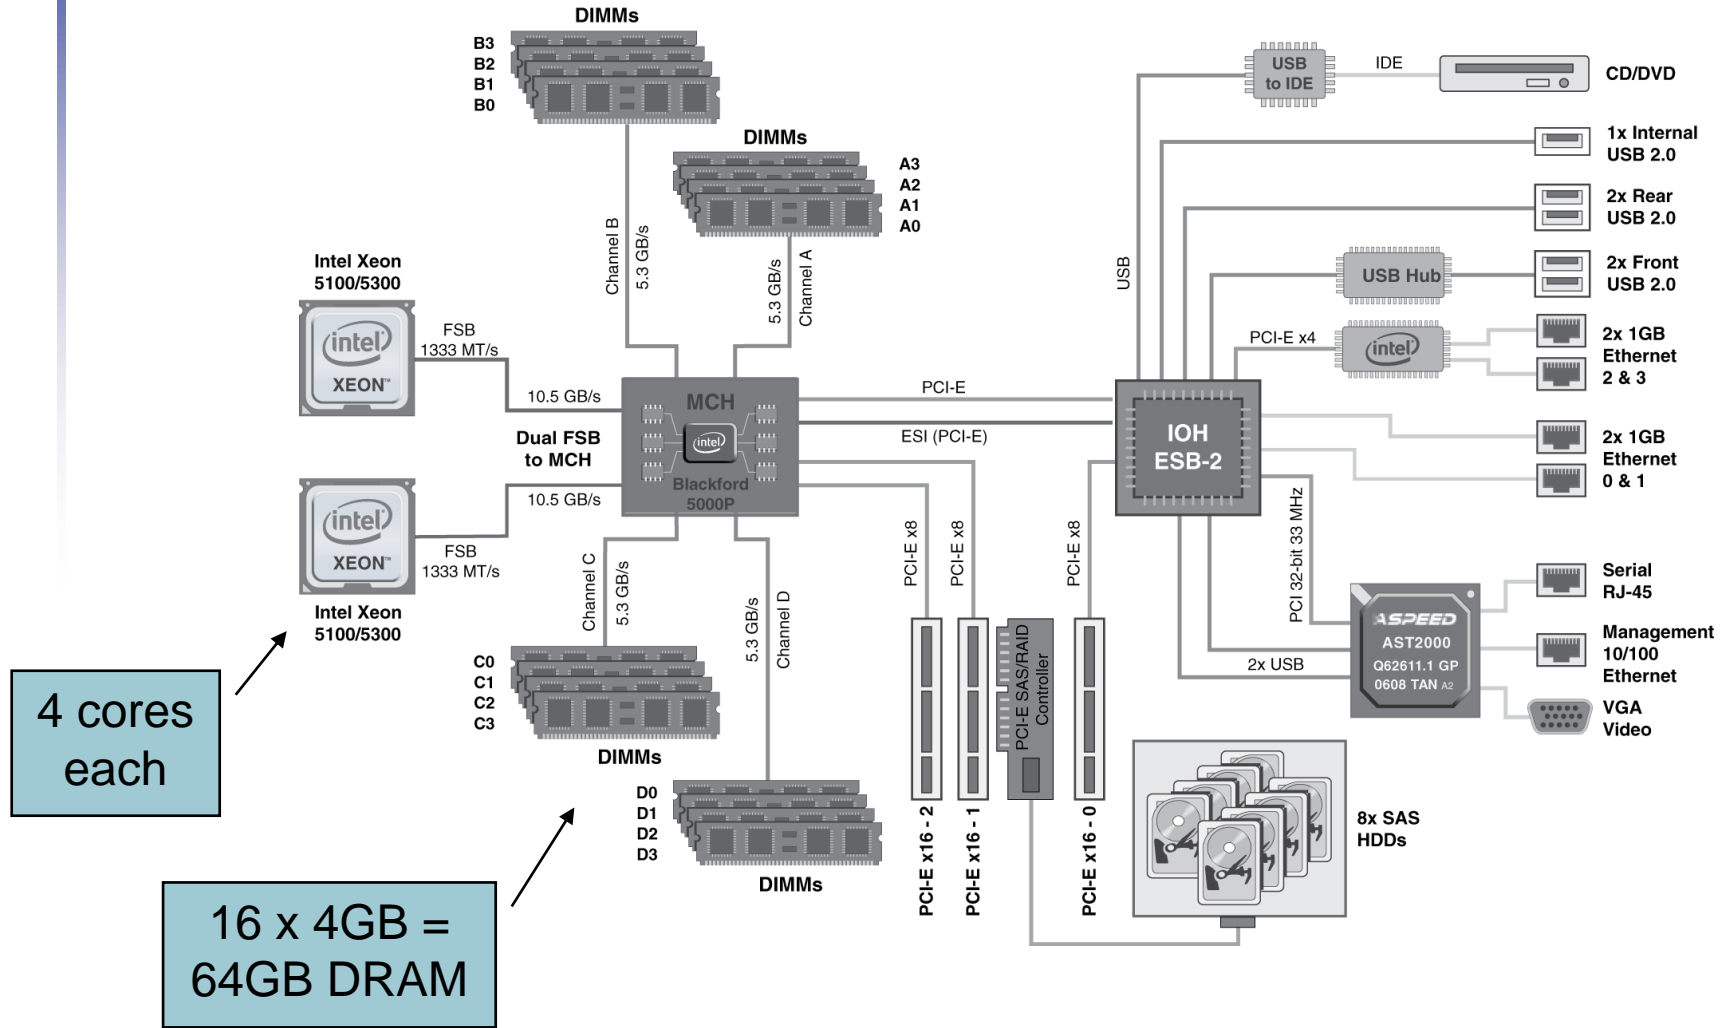 DIMMs
B3
B2
B1
B0
DIMMs
A3
A2
A1
A0
Channel B
5.3 GB/s
5.3 GB/s
Channel A
Intel Xeon
5100/5300
intel
XEON™
FSB
1333 MT/s
10.5 GB/s
Dual FSB
to MCH
10.5 GB/s
intel
XEON™
FSB
1333 MT/s
Intel Xeon
5100/5300
MCH
intel
Blackford
5000P
PCI-E
ESI (PCI-E)
Channel C
5.3 GB/s
5.3 GB/s
Channel D
C0
C1
C2
C3
DIMMs
D0
D1
D2
D3
DIMMs
4 cores
each
16 x 4GB =
64GB DRAM
PCI-E x8
PCI-E x8
PCI-E x8
PCI-E SAS/RAID
Controller
PCI-E x16 - 2
PCI-E x16 - 1
PCI-E x16 - 0
USB
USB
to IDE
IDE
CD/DVD
1x Internal
USB 2.0
2x Rear
USB 2.0
USB Hub
2x Front
USB 2.0
PCI-E x4
intel
2x 1GB
Ethernet
2 & 3
IOH
ESB-2
2x 1GB
Ethernet
0 & 1
PCI 32-bit 33 MHz
2x USB
ASPEED
AST2000
Q62611.1 GP
0608 TAN A2
Serial
RJ-45
Management
10/100
Ethernet
VGA
Video
8x SAS
HDDs